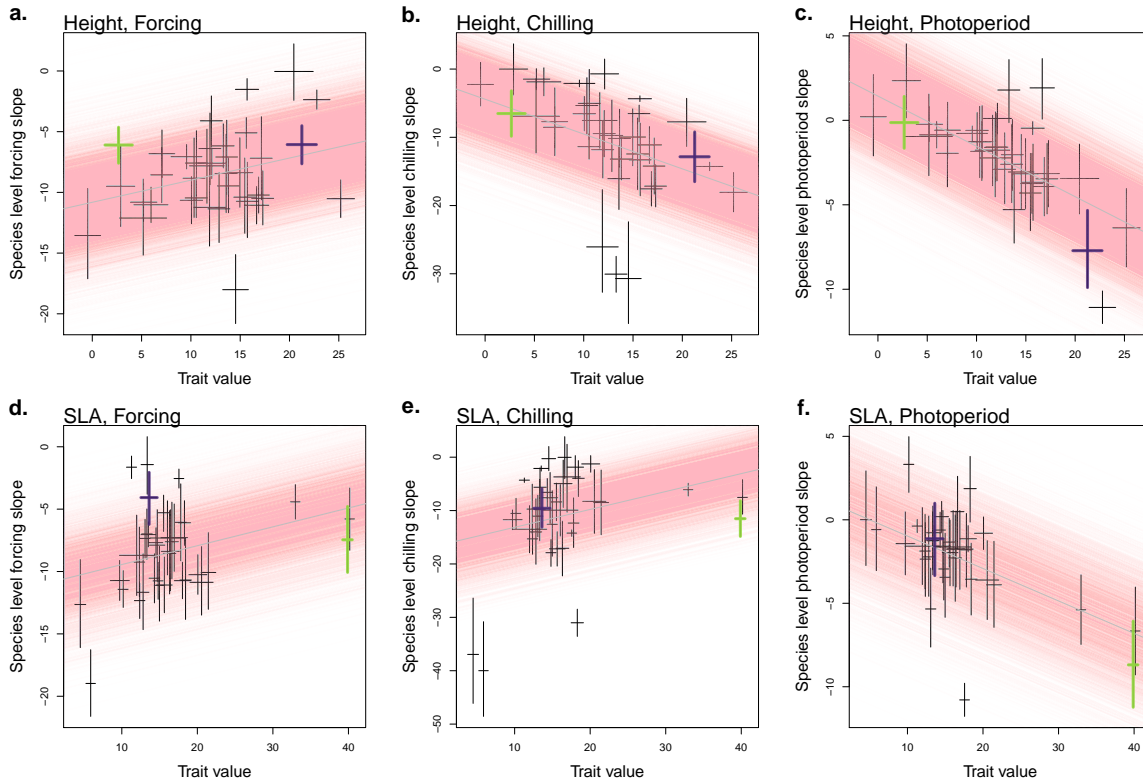 a. Height, Forcing
0
-5
-10
-15
-20
Species level forcing slope
0 5 10 15 20 25
Trait value
b. Height, Chilling
0
-10
-20
-30
Species level chilling slope
0 5 10 15 20 25
Trait value
c. Height, Photoperiod
5
0
-5
-10
Species level photoperiod slope
0 5 10 15 20 25
Trait value
d. SLA, Forcing
0
-5
-10
-15
-20
Species level forcing slope
10 20 30 40
Trait value
e. SLA, Chilling
0
-10
-20
-30
-40
-50
Species level chilling slope
10 20 30 40
Trait value
f. SLA, Photoperiod
5
0
-5
-10
Species level photoperiod slope
10 20 30 40
Trait value